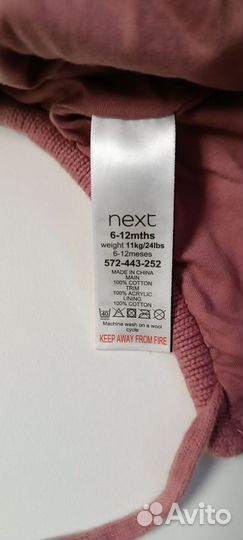 next
6-12mths
weight 11kg/24lbs
6-12meses
572-443-252
MADE IN CHINA
MAIN
100% COTTON
TRIM
100% ACRYLIC
LINING
100% COTTON
40
Machine wash on a wool
cycle
KEEP AWAY FROM FIRE
Avito